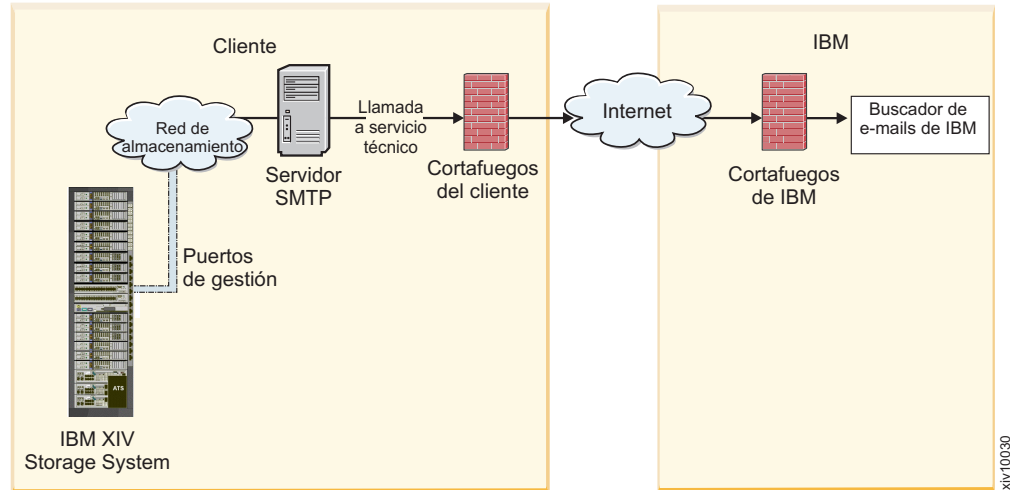 Cliente
IBM
Red de
almacenamiento
Servidor
SMTP
Llamada
a servicio
técnico
Cortafuegos
del cliente
Internet
Cortafuegos
de IBM
Buscador de
e-mails de IBM
Puertos
de gestión
ATS
IBM XIV
Storage System
xiv10030